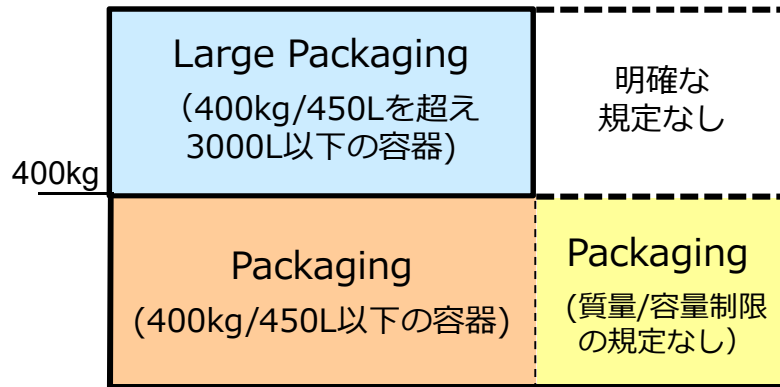 Large Packaging
（400kg/450Lを超え
3000L以下の容器)
明確な
規定なし
400kg
Packaging
(400kg/450L以下の容器)
Packaging
(質量/容量制限
の規定なし）